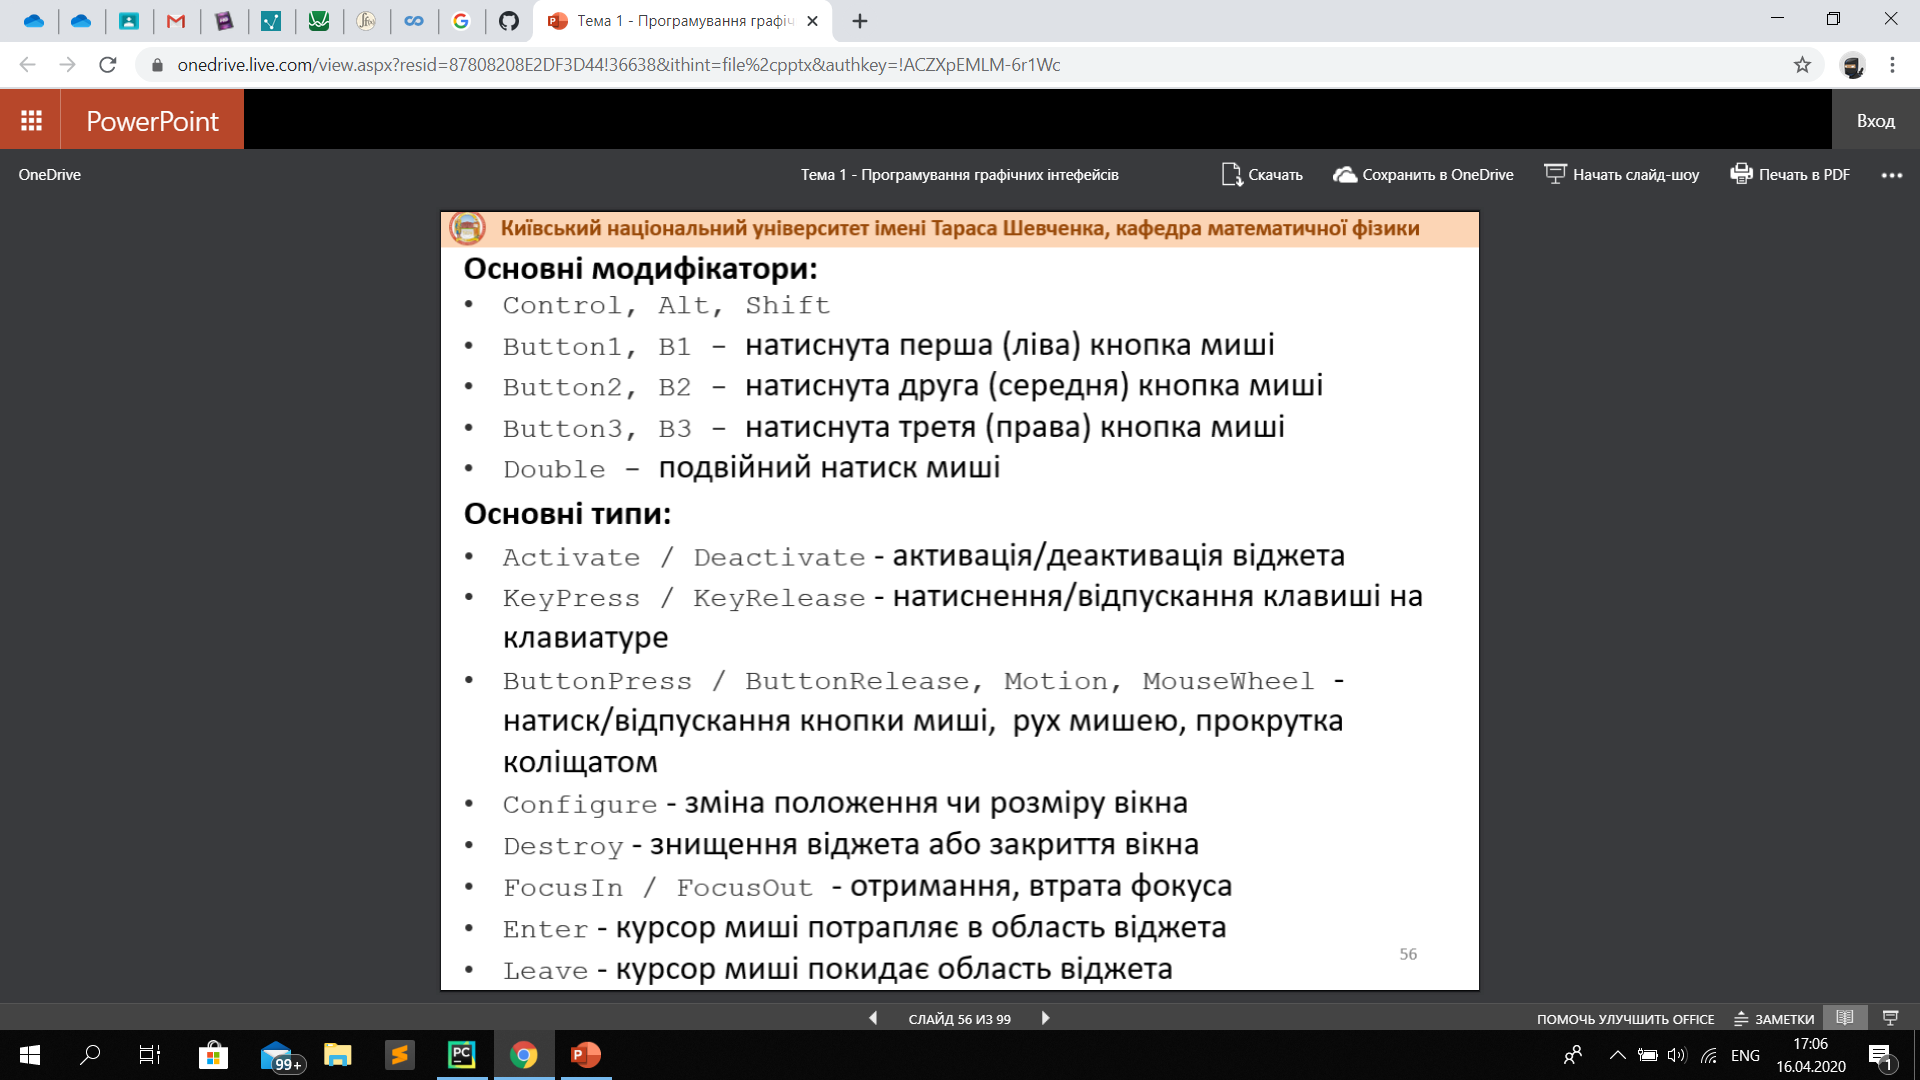 Тема 1 - Програмування графіч
onedrive.live.com/view.aspx?resid=87808208E2DF3D44!36638&ithint=file%2cpptx&authkey=!ACZXpEMLM-6r1Wc
PowerPoint
Вход
OneDrive
Тема 1 - Програмування графічних інтефейсів
Скачать
Сохранить в OneDrive
Начать слайд-шоу
Печать в PDF
Київський національний університет імені Тараса Шевченка, кафедра математичної фізики
Основні модифікатори:
• Control, Alt, Shift
• Button1, B1 - натиснута перша (ліва) кнопка миші
• Button2, B2 - натиснута друга (середня) кнопка миші
• Button3, B3 - натиснута третя (права) кнопка миші
• Double - подвійний натиск миші
Основні типи:
• Activate / Deactivate - активація/деактивація віджета
• KeyPress / KeyRelease - натиснення/відпускання клавиші на
клавиатуре
• ButtonPress / ButtonRelease, Motion, MouseWheel -
натиск/відпускання кнопки миші, рух мишею, прокрутка
коліщатом
• Configure - зміна положення чи розміру вікна
• Destroy - знищення віджета або закриття вікна
• FocusIn / FocusOut - отримання, втрата фокуса
• Enter - курсор миші потрапляє в область віджета
• Leave - курсор миші покидає область віджета
56
СЛАЙД 56 ИЗ 99
ПОМОЧЬ УЛУЧШИТЬ OFFICE
ЗАМЕТКИ
99+
PC
ENG
17:06
16.04.2020
1